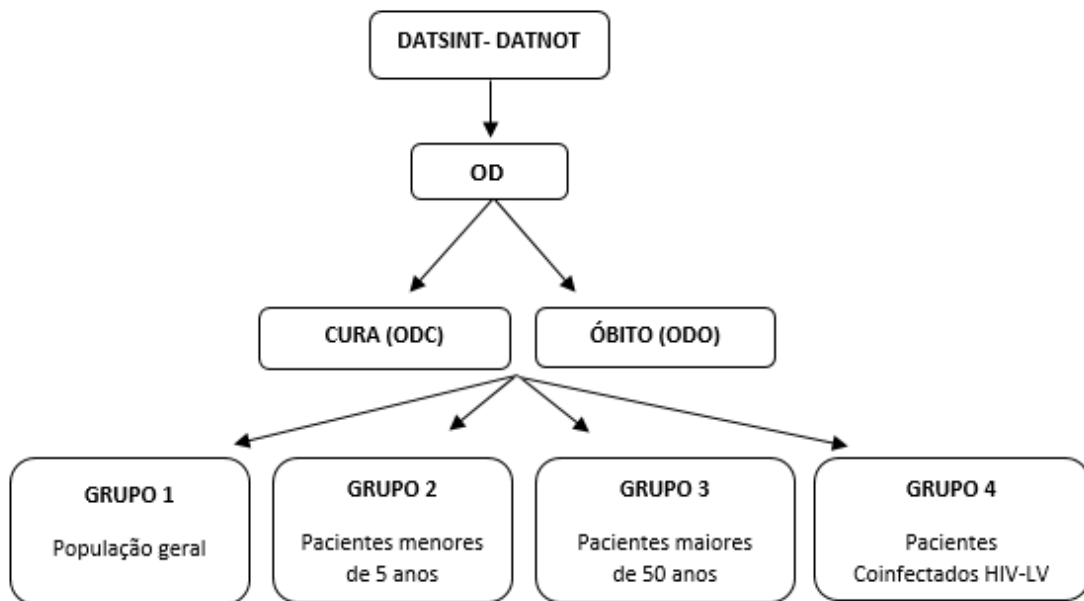 DATSINT- DATNOT
OD
CURA (ODC)
ÓBITO (ODO)
GRUPO 1
População geral
GRUPO 2
Pacientes menores
de 5 anos
GRUPO 3
Pacientes maiores
de 50 anos
GRUPO 4
Pacientes
Coinfectados HIV-LV